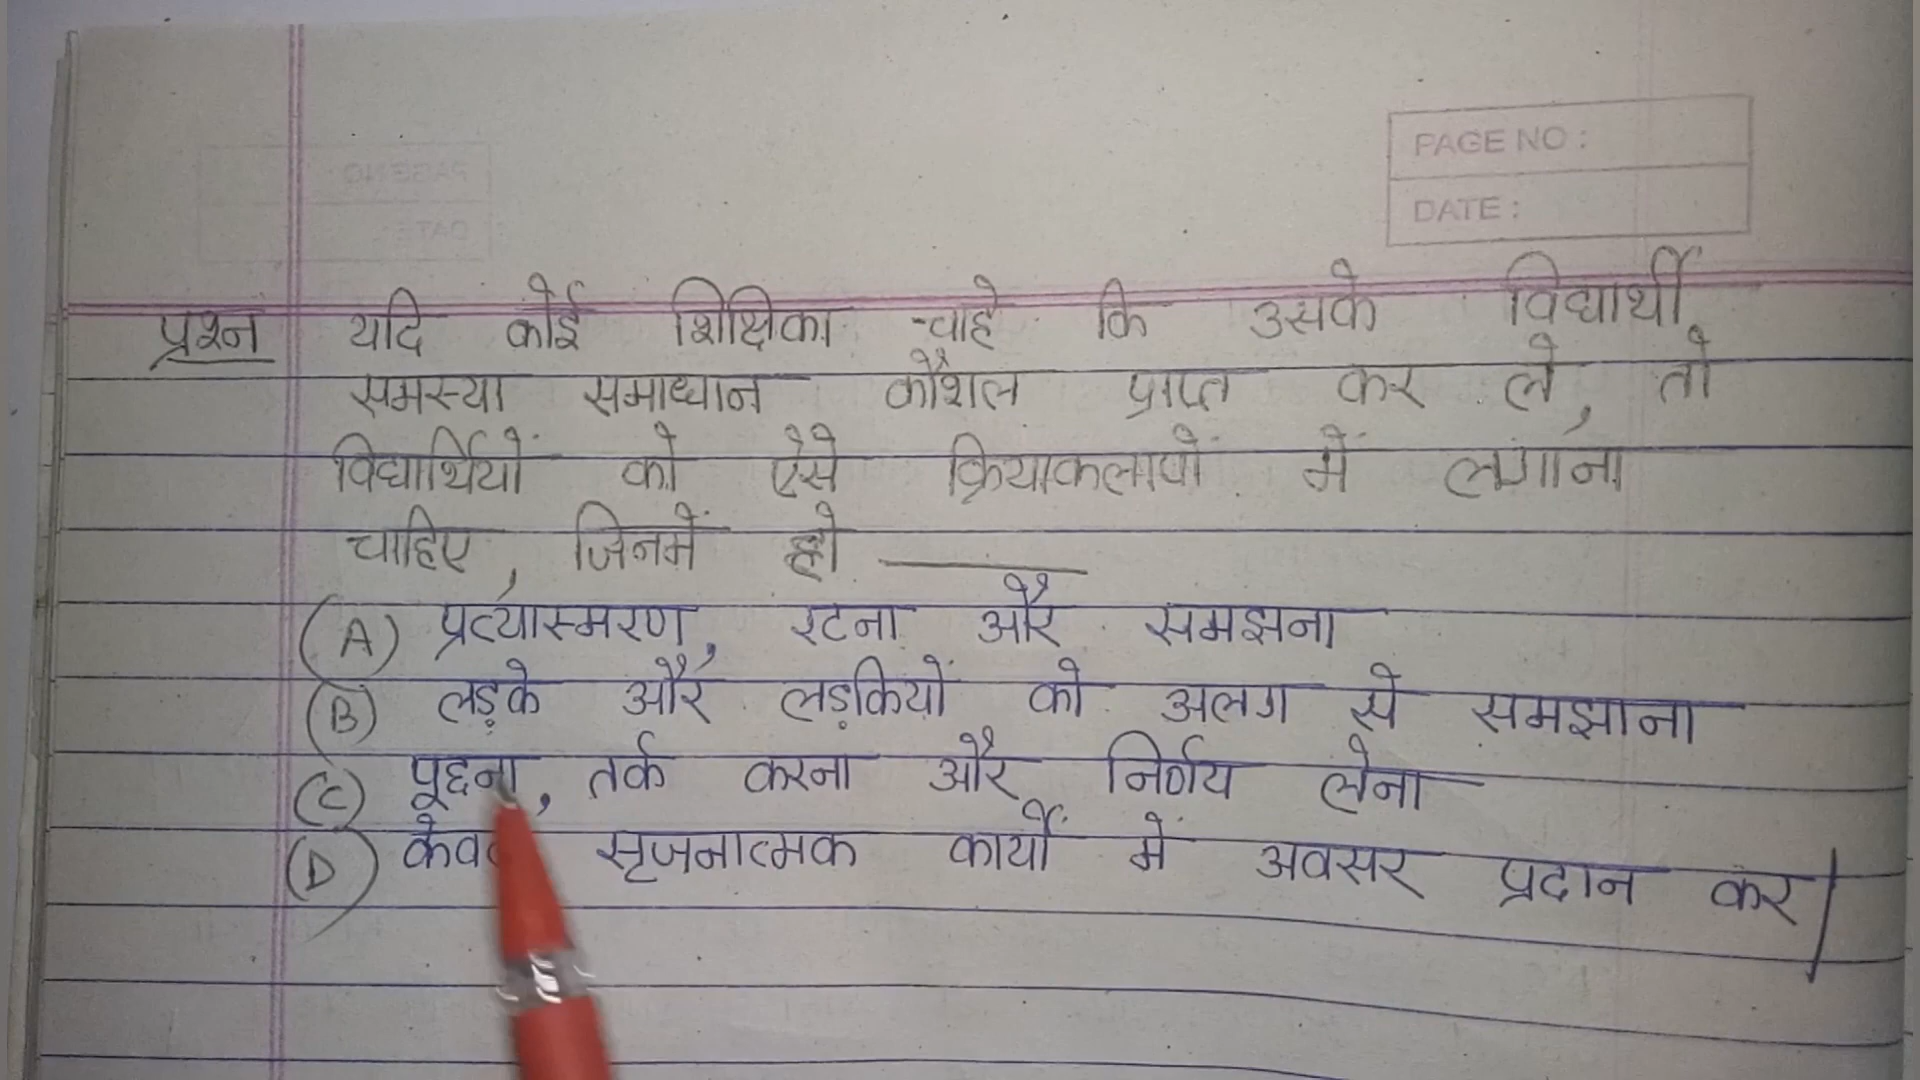 PAGE NO :
DATE :
प्रश्न यदि कोई शिक्षिका चाहे कि उसके विद्यार्थी
समस्या समाधान कौशल प्राप्त कर ले, तो
विद्यार्थियों को ऐसे क्रियाकलापों में लगाना
चाहिए, जिनमें हो ______
(A) प्रत्यास्मरण, रटना और समझना
(B) लड़के और लड़कियों को अलग से समझाना
(C) पूछना, तर्क करना और निर्णय लेना
(D) सृजनात्मक कार्यों में अवसर प्रदान कर|